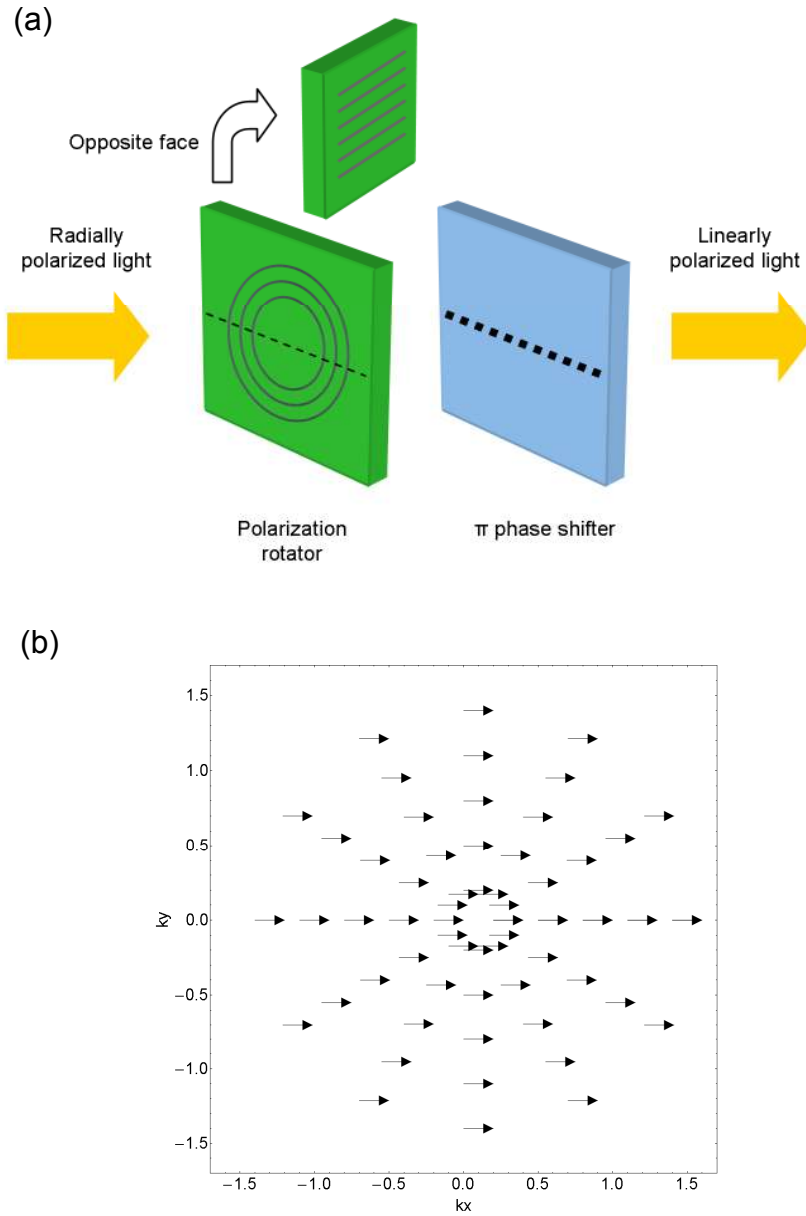 (a)
Opposite face
Radially
polarized light
Linearly
polarized light
Polarization
rotator
π phase shifter
(b)
1.5
1.0
0.5
0.0
−0.5
−1.0
−1.5
ky
−1.5 −1.0 −0.5 0.0 0.5 1.0 1.5
kx